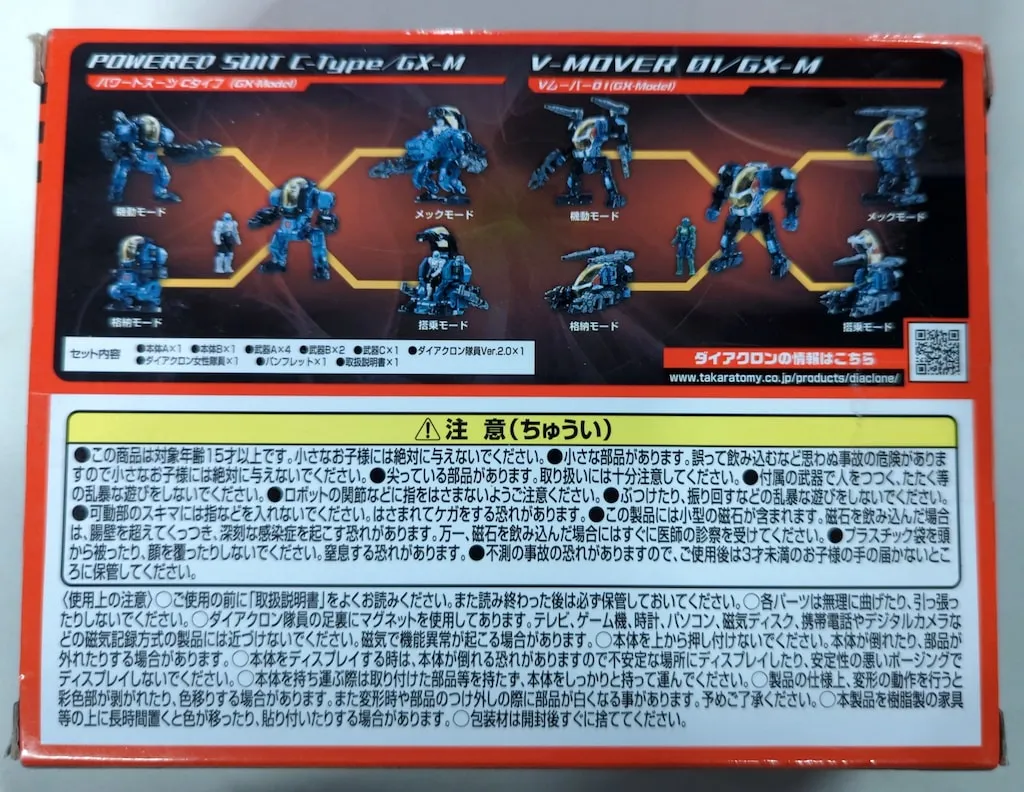 POWERED SUIT C-Type/GX-M
パワードスーツ Cタイプ (GX-Model)
機動モード
メックモード
格納モード
搭乗モード
V-MOVER 01/GX-M
Vムーバー01(GX-Model)
機動モード
メックモード
格納モード
搭乗モード
セット内容
●本体A×1 ●本体B×1 ●武器A×4 ●武器B×2 ●武器C×1 ●ダイアクロン隊員Ver.2.0×1
●ダイアクロン女性隊員×1 ●パンフレット×1 ●取扱説明書×1
ダイアクロンの情報はこちら
www.takaratomy.co.jp/products/diaclone/
⚠注 意(ちゅうい)
●この商品は対象年齢15才以上です。小さなお子様には絶対に与えないでください。●小さな部品があります。誤って飲み込むなど思わぬ事故の危険がありま
すので小さなお子様には絶対に与えないでください。●尖っている部品があります。取り扱いには十分注意してください。●付属の武器で人をつつく、たたく等
の乱暴な遊びをしないでください。●ロボットの関節などに指をはさまないようご注意ください。●ぶつけたり、振り回すなどの乱暴な遊びをしないでください。
●可動部のスキマには指などを入れないでください。はさまれてケガをする恐れがあります。●この製品には小型の磁石が含まれます。磁石を飲み込んだ場合
は、腸壁を超えてくっつき、深刻な感染症を起こす恐れがあります。万一、磁石を飲み込んだ場合にはすぐに医師の診察を受けてください。●プラスチック袋を頭
から被ったり、顔を覆ったりしないでください。窒息する恐れがあります。●不測の事故の恐れがありますので、ご使用後は3才未満のお子様の手の届かないところ
に保管してください。
〈使用上の注意〉○ご使用の前に「取扱説明書」をよくお読みください。また読み終わった後は必ず保管しておいてください。○各パーツは無理に曲げたり、引っ張っ
たりしないでください。○ダイアクロン隊員の足裏にマグネットを使用してあります。テレビ、ゲーム機、時計、パソコン、磁気ディスク、携帯電話やデジタルカメラな
どの磁気記録方式の製品には近づけないでください。磁気で機能異常が起こる場合があります。○本体を上から押し付けないでください。本体が倒れたり、部品が
外れたりする場合があります。○本体をディスプレイする時は、本体が倒れる恐れがありますので不安定な場所にディスプレイしたり、安定性の悪いポージングで
ディスプレイしないでください。○本体を持ち運ぶ際は取り付けた部品等を持たず、本体をしっかりと持って運んでください。○製品の仕様上、変形の動作を行うと
彩色部が剥がれたり、色移りする場合があります。また変形時や部品のつけ外しの際に部品が白くなる事があります。予めご了承ください。○本製品を樹脂製の家具
等の上に長時間置くと色が移ったり、貼り付いたりする場合があります。○包装材は開封後すぐに捨ててください。